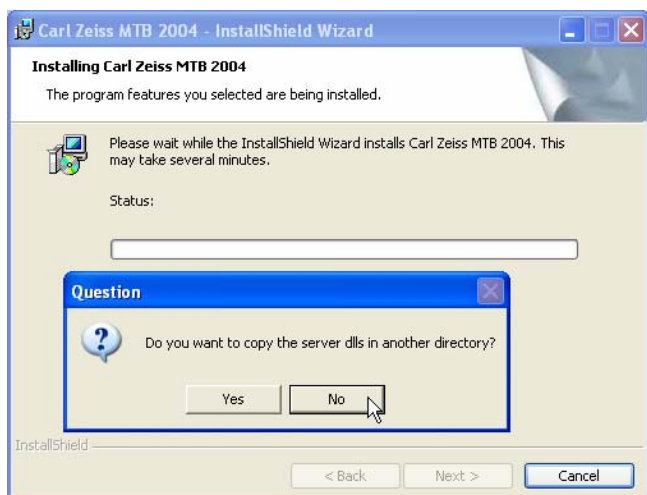 Carl Zeiss MTB 2004 - InstallShield Wizard
Installing Carl Zeiss MTB 2004
The program features you selected are being installed.
Please wait while the InstallShield Wizard installs Carl Zeiss MTB 2004. This
may take several minutes.
Status:
Question
Do you want to copy the server dlls in another directory?
Yes
No
InstallShield
< Back
Next >
Cancel